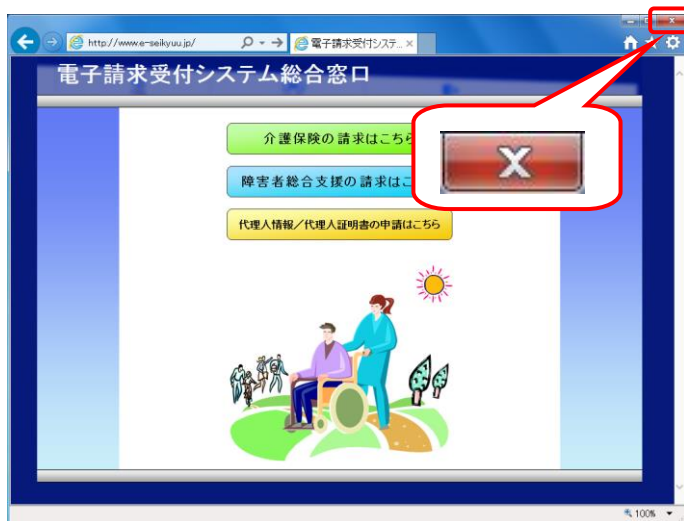 http://www.e-seikyuu.jp/
電子請求受付システ...
電子請求受付システム総合窓口
介護保険の請求はこちら
障害者総合支援の請求はこ
代理人情報／代理人証明書の申請はこちら
100%